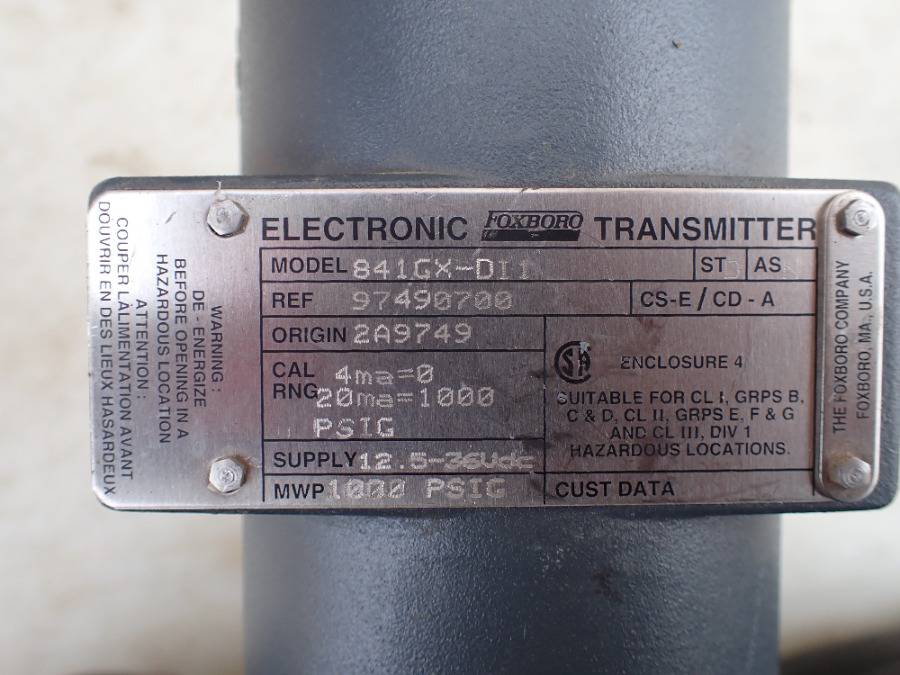 ELECTRONIC FOXBORO TRANSMITTER
MODEL 841GX-DI1
ST AS
REF 97490700
CS-E/CD-A
ORIGIN 2A9749
CAL RNG 4ma=0
20ma=1000
PSIG
SUPPLY 12.5-36Vdc
MWP 1000 PSIG
SA ENCLOSURE 4
SUITABLE FOR CL I, GRPS B,
C & D, CL II, GRPS E, F & G
AND CL III, DIV 1
HAZARDOUS LOCATIONS.
CUST DATA
WARNING:
DE-ENERGIZE
BEFORE OPENING IN A
HAZARDOUS LOCATION
ATTENTION:
COUPER L'ALIMENTATION AVANT
D'OUVRIR EN DES LIEUX HASARDEUX
THE FOXBORO COMPANY
FOXBORO, MA., U.S.A.